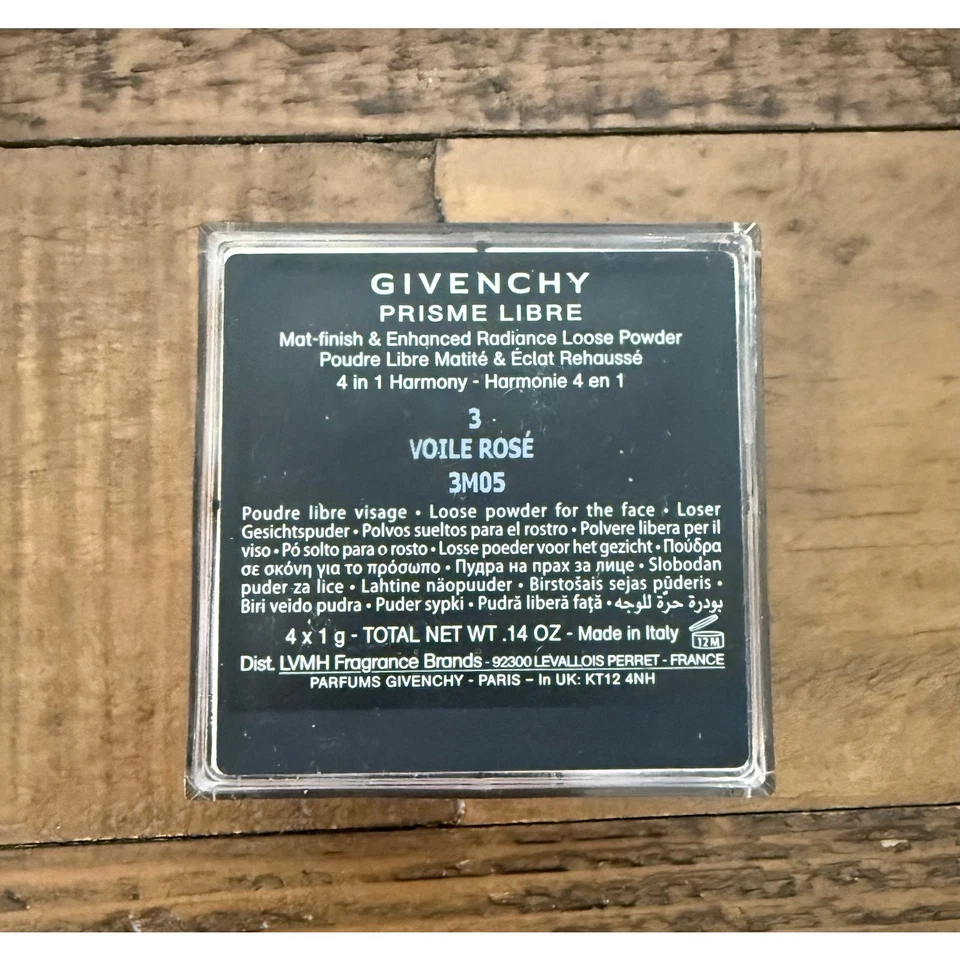 GIVENCHY
PRISME LIBRE
Mat-finish & Enhanced Radiance Loose Powder
Poudre Libre Matité & Éclat Rehaussé
4 in 1 Harmony - Harmonie 4 en 1
3
VOILE ROSÉ
3M05
Poudre libre visage • Loose powder for the face • Loser
Gesichtspuder • Polvos sueltos para el rostro • Polvere libera per il
viso • Pó solto para o rosto • Losse poeder voor het gezicht • Πούδρα
σε σκόνη για το πρόσωπο • Пудра на прах за лице • Slobodan
puder za lice • Lahtine näopuuder • Birstošais sejas pūderis •
Biri veido pudra • Puder sypki • Pudră liberă față • بودرة حرّة للوجه
4 x 1 g - TOTAL NET WT .14 OZ - Made in Italy 12M
Dist. LVMH Fragrance Brands - 92300 LEVALLOIS PERRET - FRANCE
PARFUMS GIVENCHY - PARIS – In UK: KT12 4NH